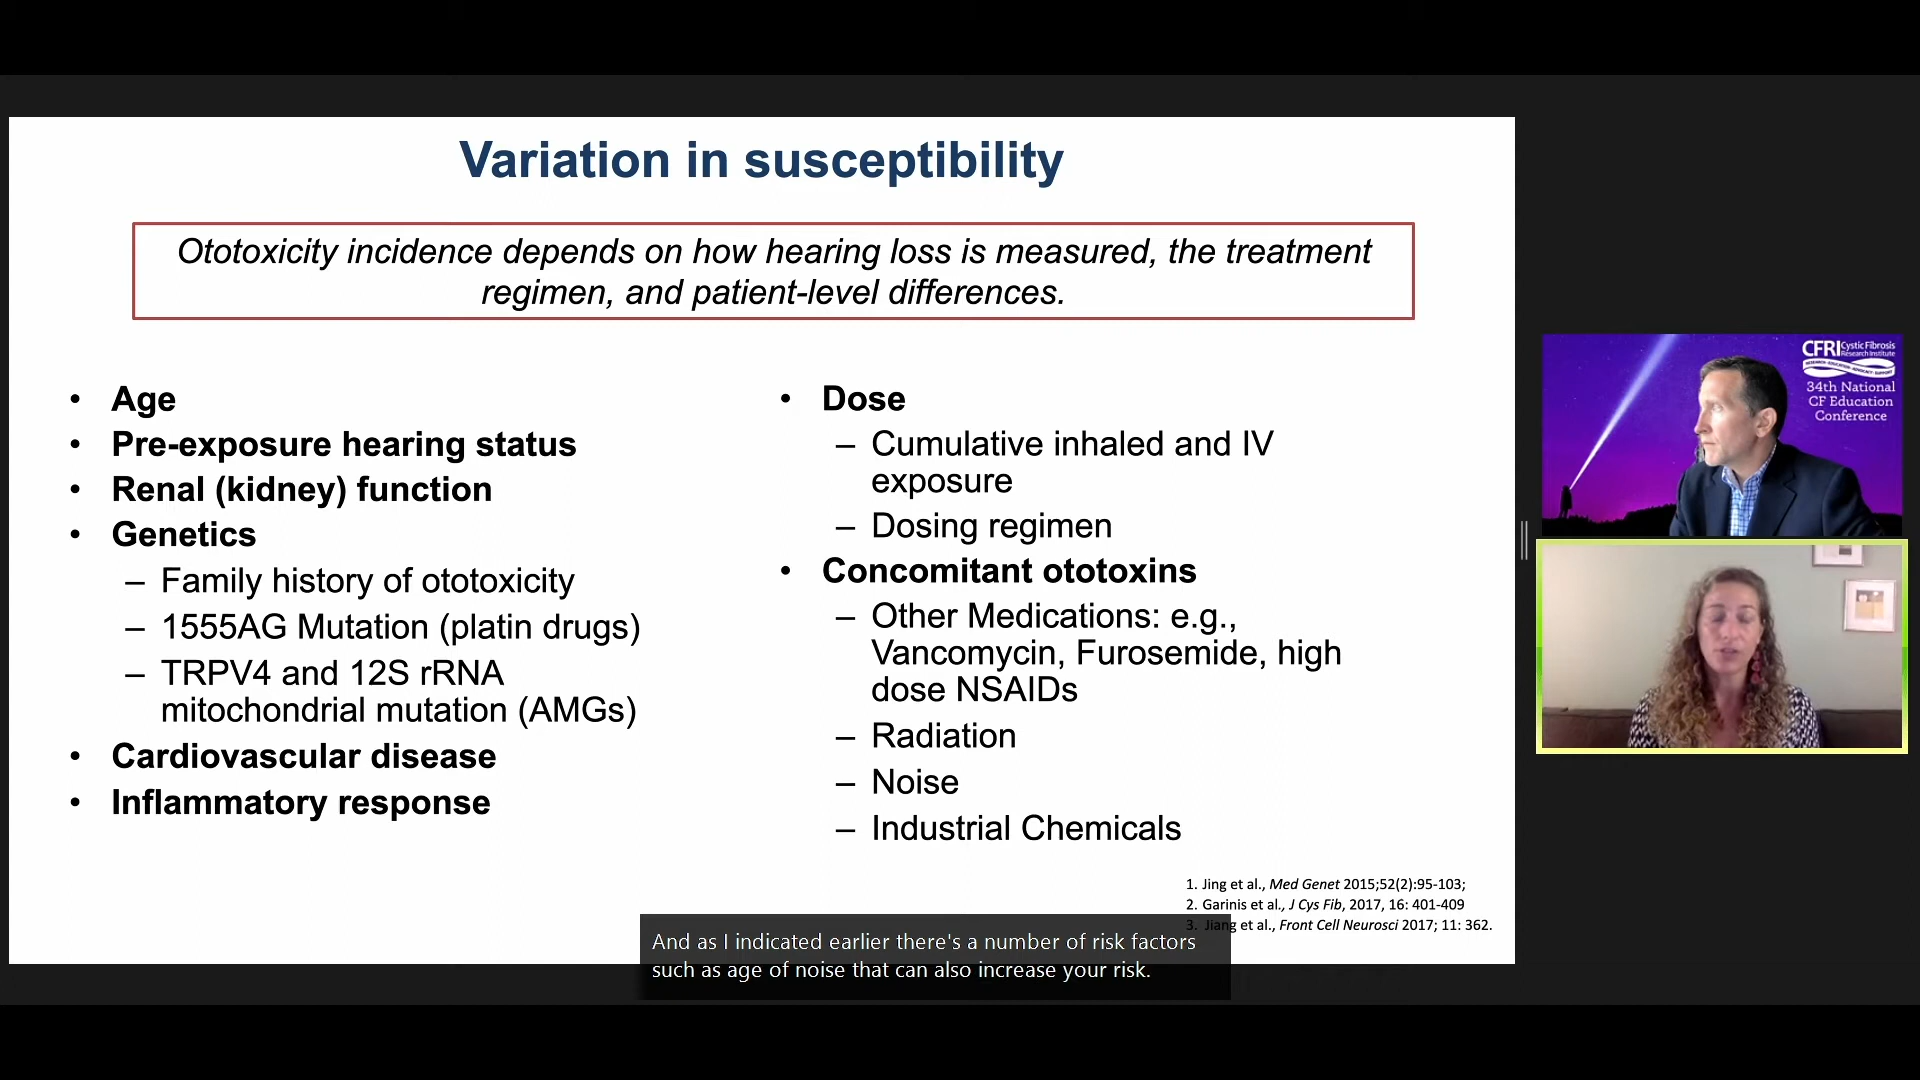 Variation in susceptibility
Ototoxicity incidence depends on how hearing loss is measured, the treatment
regimen, and patient-level differences.
• Age
• Pre-exposure hearing status
• Renal (kidney) function
• Genetics
– Family history of ototoxicity
– 1555AG Mutation (platin drugs)
– TRPV4 and 12S rRNA
mitochondrial mutation (AMGs)
• Cardiovascular disease
• Inflammatory response
• Dose
– Cumulative inhaled and IV
exposure
– Dosing regimen
• Concomitant ototoxins
– Other Medications: e.g.,
Vancomycin, Furosemide, high
dose NSAIDs
– Radiation
– Noise
– Industrial Chemicals
1. Jing et al., Med Genet 2015;52(2):95-103;
2. Garinis et al., J Cys Fib, 2017, 16: 401-409
3. Jiang et al., Front Cell Neurosci 2017; 11: 362.
And as I indicated earlier there's a number of risk factors
such as age of noise that can also increase your risk.
CFRI Cystic Fibrosis
Research Institute
34th National
CF Education
Conference